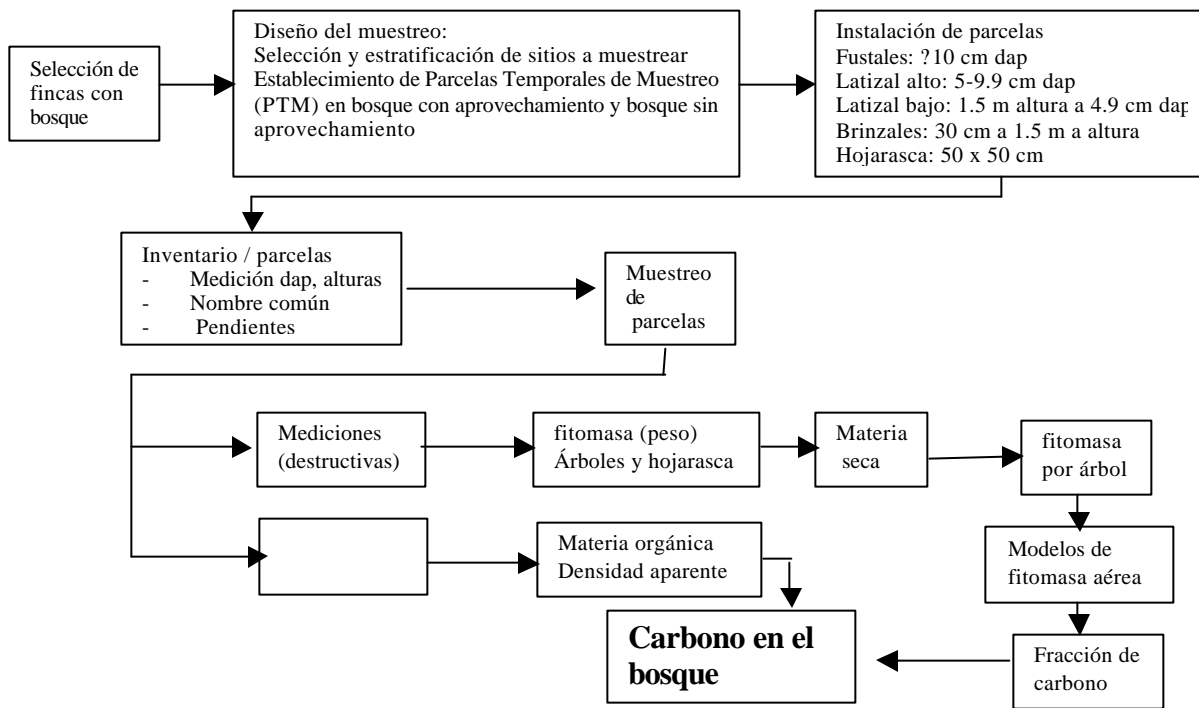 Selección de
fincas con
bosque
Diseño del muestreo:
Selección y estratificación de sitios a muestrear
Establecimiento de Parcelas Temporales de Muestreo
(PTM) en bosque con aprovechamiento y bosque sin
aprovechamiento
Instalación de parcelas
Fustales: ?10 cm dap
Latizal alto: 5-9.9 cm dap
Latizal bajo: 1.5 m altura a 4.9 cm dap
Brinzales: 30 cm a 1.5 m a altura
Hojarasca: 50 x 50 cm
Inventario / parcelas
- Medición dap, alturas
- Nombre común
- Pendientes
Muestreo
de
parcelas
Mediciones
(destructivas)
fitomasa (peso)
Árboles y hojarasca
Materia
seca
fitomasa
por árbol
Materia orgánica
Densidad aparente
Modelos de
fitomasa aérea
Carbono en el
bosque
Fracción de
carbono